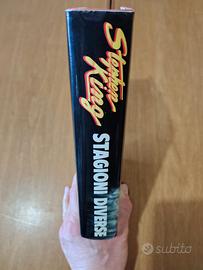 Stephen
King
STAGIONI DIVERSE
subito